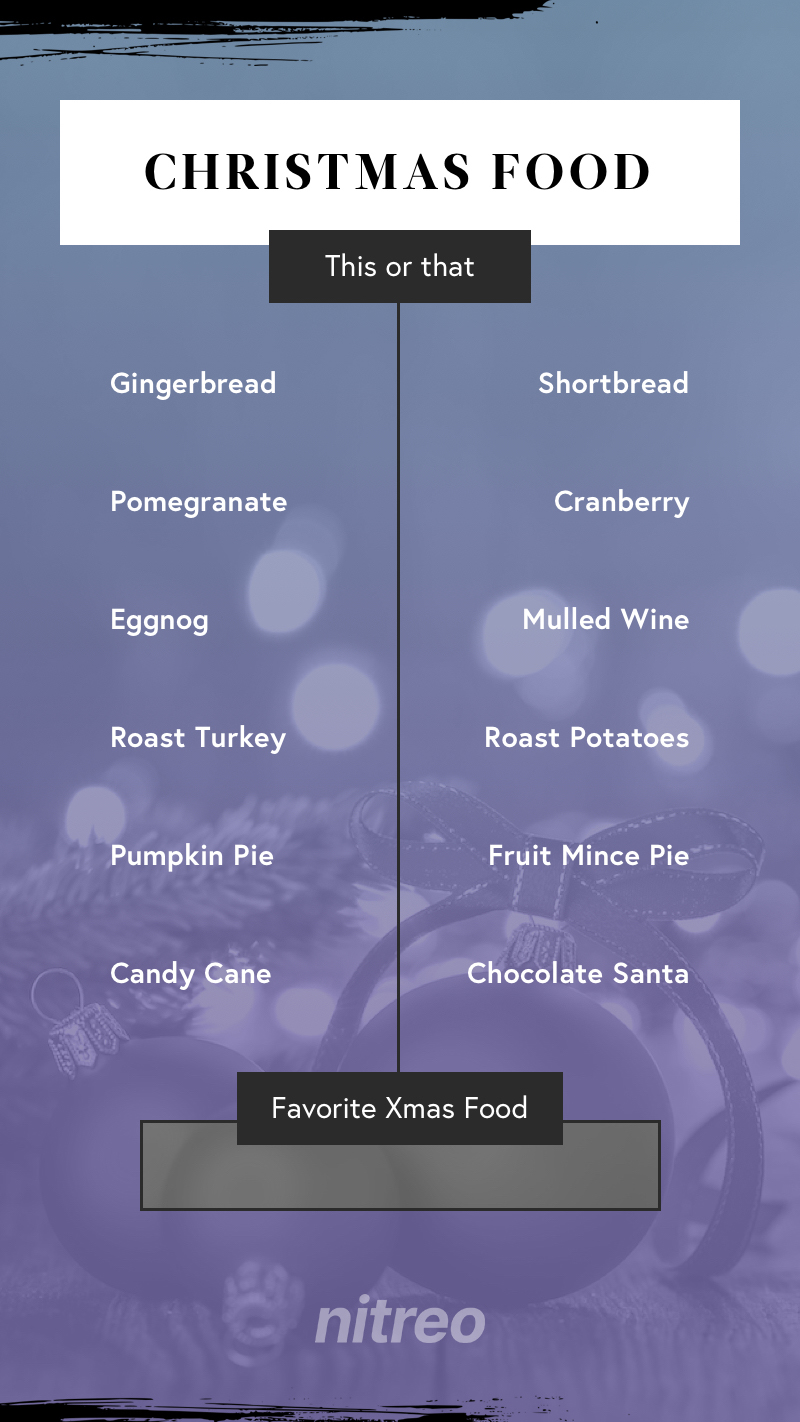 CHRISTMAS FOOD
This or that
Gingerbread Shortbread
Pomegranate Cranberry
Eggnog Mulled Wine
Roast Turkey Roast Potatoes
Pumpkin Pie Fruit Mince Pie
Candy Cane Chocolate Santa
Favorite Xmas Food
nitreo